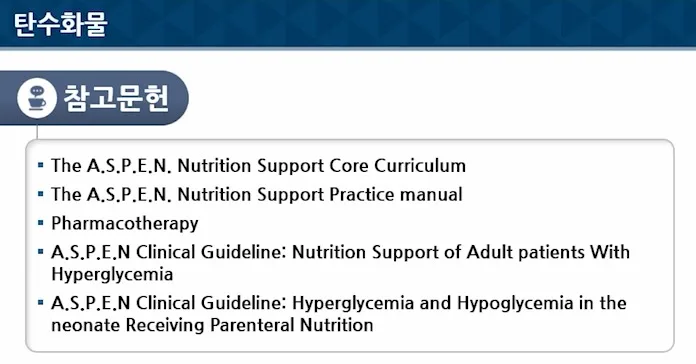 탄수화물
참고문헌
▪ The A.S.P.E.N. Nutrition Support Core Curriculum
▪ The A.S.P.E.N. Nutrition Support Practice manual
▪ Pharmacotherapy
▪ A.S.P.E.N Clinical Guideline: Nutrition Support of Adult patients With
Hyperglycemia
▪ A.S.P.E.N Clinical Guideline: Hyperglycemia and Hypoglycemia in the
neonate Receiving Parenteral Nutrition